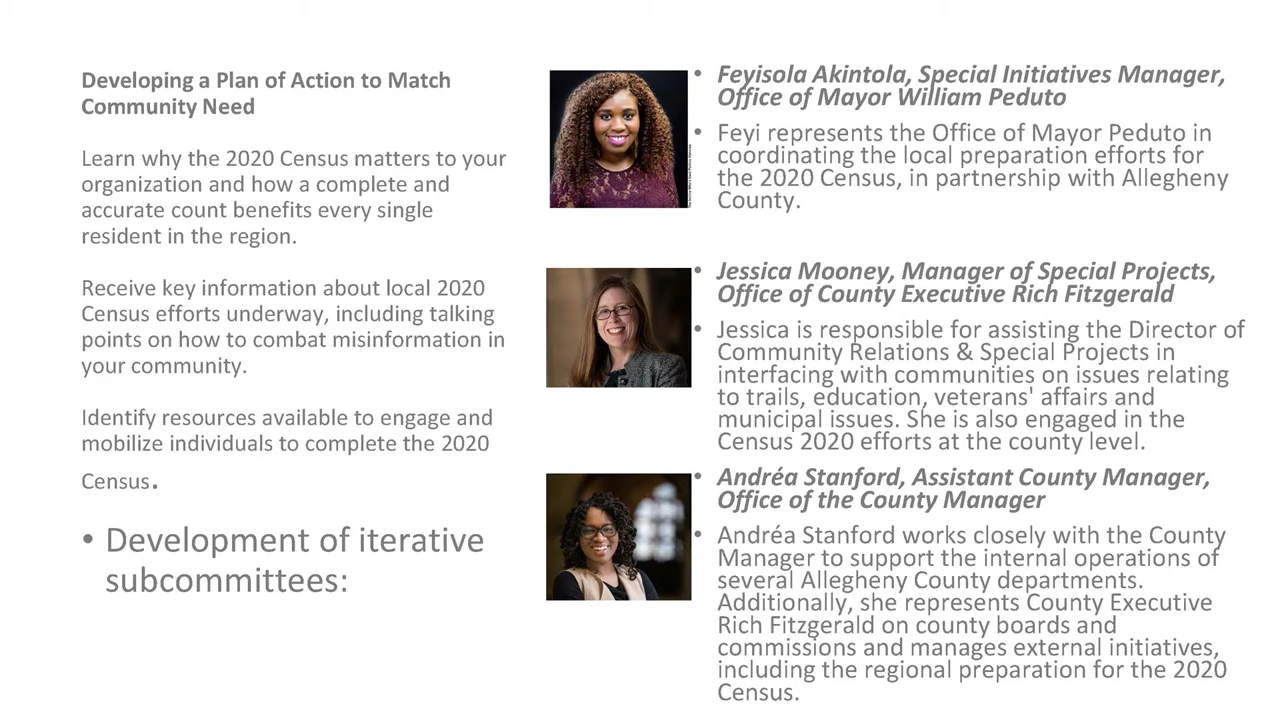 Developing a Plan of Action to Match
Community Need
Learn why the 2020 Census matters to your
organization and how a complete and
accurate count benefits every single
resident in the region.
Receive key information about local 2020
Census efforts underway, including talking
points on how to combat misinformation in
your community.
Identify resources available to engage and
mobilize individuals to complete the 2020
Census.
• Development of iterative
subcommittees:
• Feyisola Akintola, Special Initiatives Manager,
Office of Mayor William Peduto
• Feyi represents the Office of Mayor Peduto in
coordinating the local preparation efforts for
the 2020 Census, in partnership with Allegheny
County.
• Jessica Mooney, Manager of Special Projects,
Office of County Executive Rich Fitzgerald
• Jessica is responsible for assisting the Director of
Community Relations & Special Projects in
interfacing with communities on issues relating
to trails, education, veterans' affairs and
municipal issues. She is also engaged in the
Census 2020 efforts at the county level.
• Andréa Stanford, Assistant County Manager,
Office of the County Manager
• Andréa Stanford works closely with the County
Manager to support the internal operations of
several Allegheny County departments.
Additionally, she represents County Executive
Rich Fitzgerald on county boards and
commissions and manages external initiatives,
including the regional preparation for the 2020
Census.